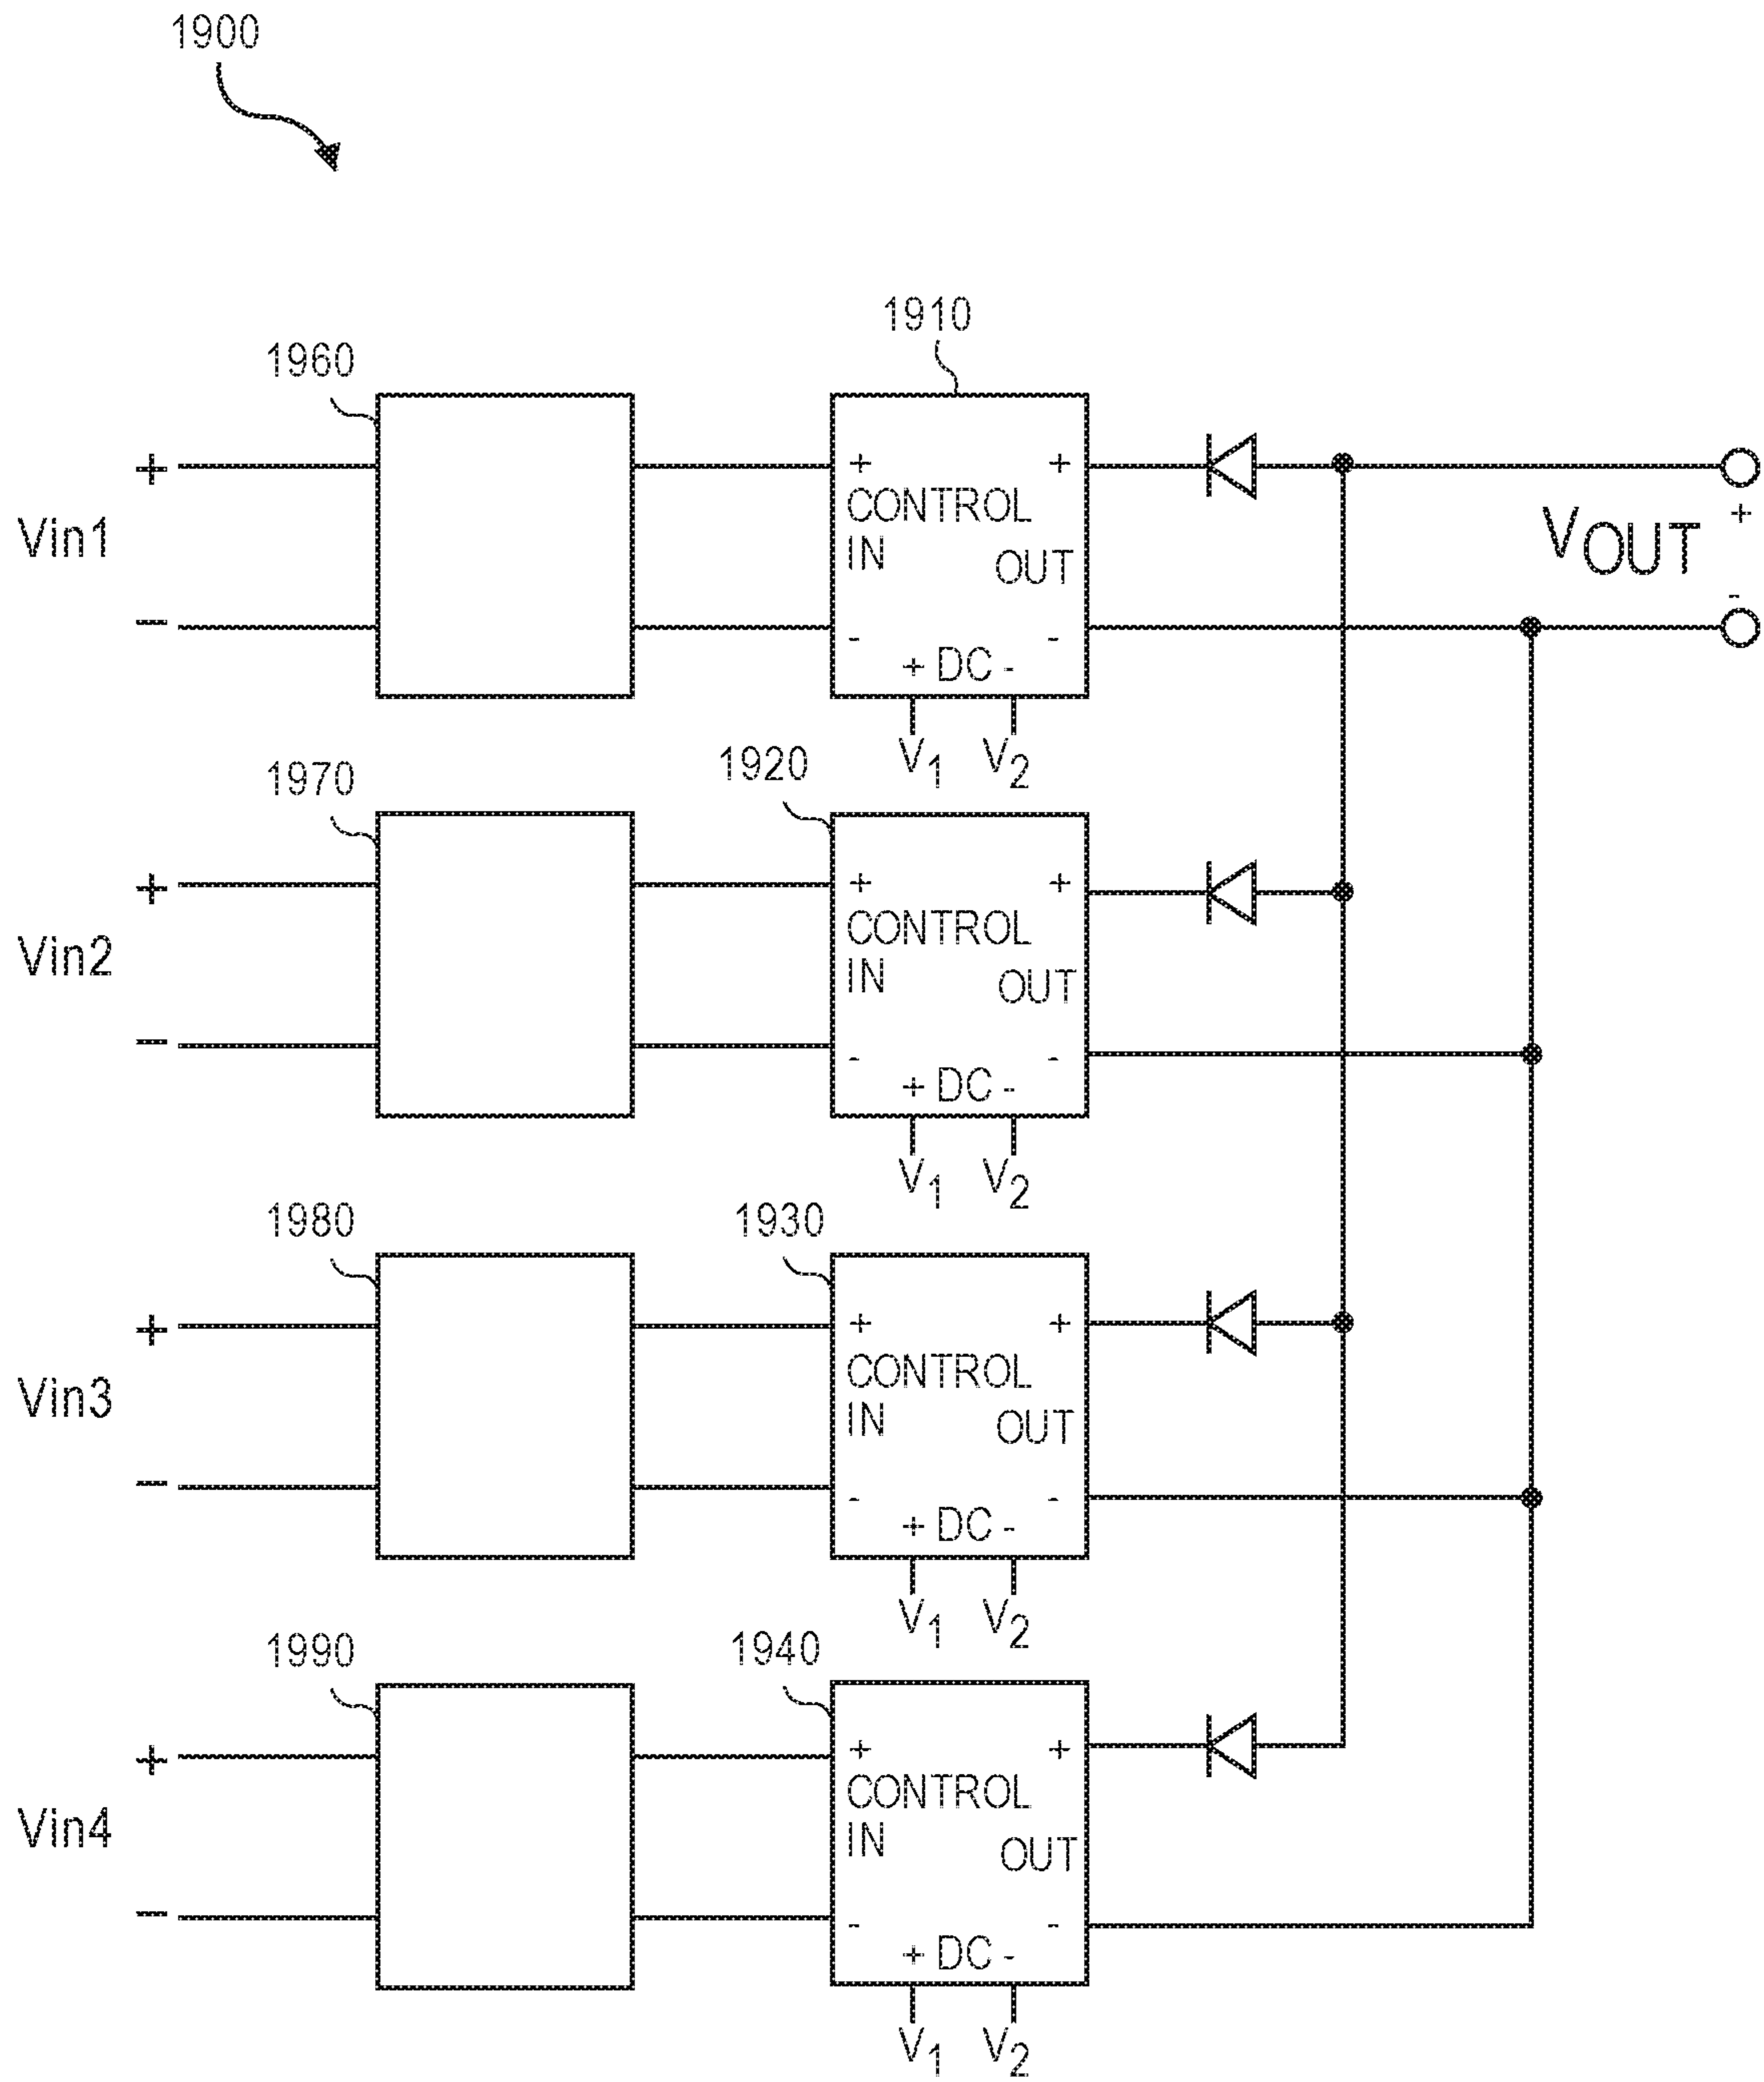 1900
1910
1960
+ + +
Vin1 CONTROL VOUT +
IN OUT
− - - -
+ DC -
V1 V2
1970 1920
+ + +
Vin2 CONTROL
IN OUT
− - -
+ DC -
V1 V2
1980 1930
+ + +
Vin3 CONTROL
IN OUT
− - -
+ DC -
V1 V2
1990 1940
+ + +
Vin4 CONTROL
IN OUT
− - -
+ DC -
V1 V2